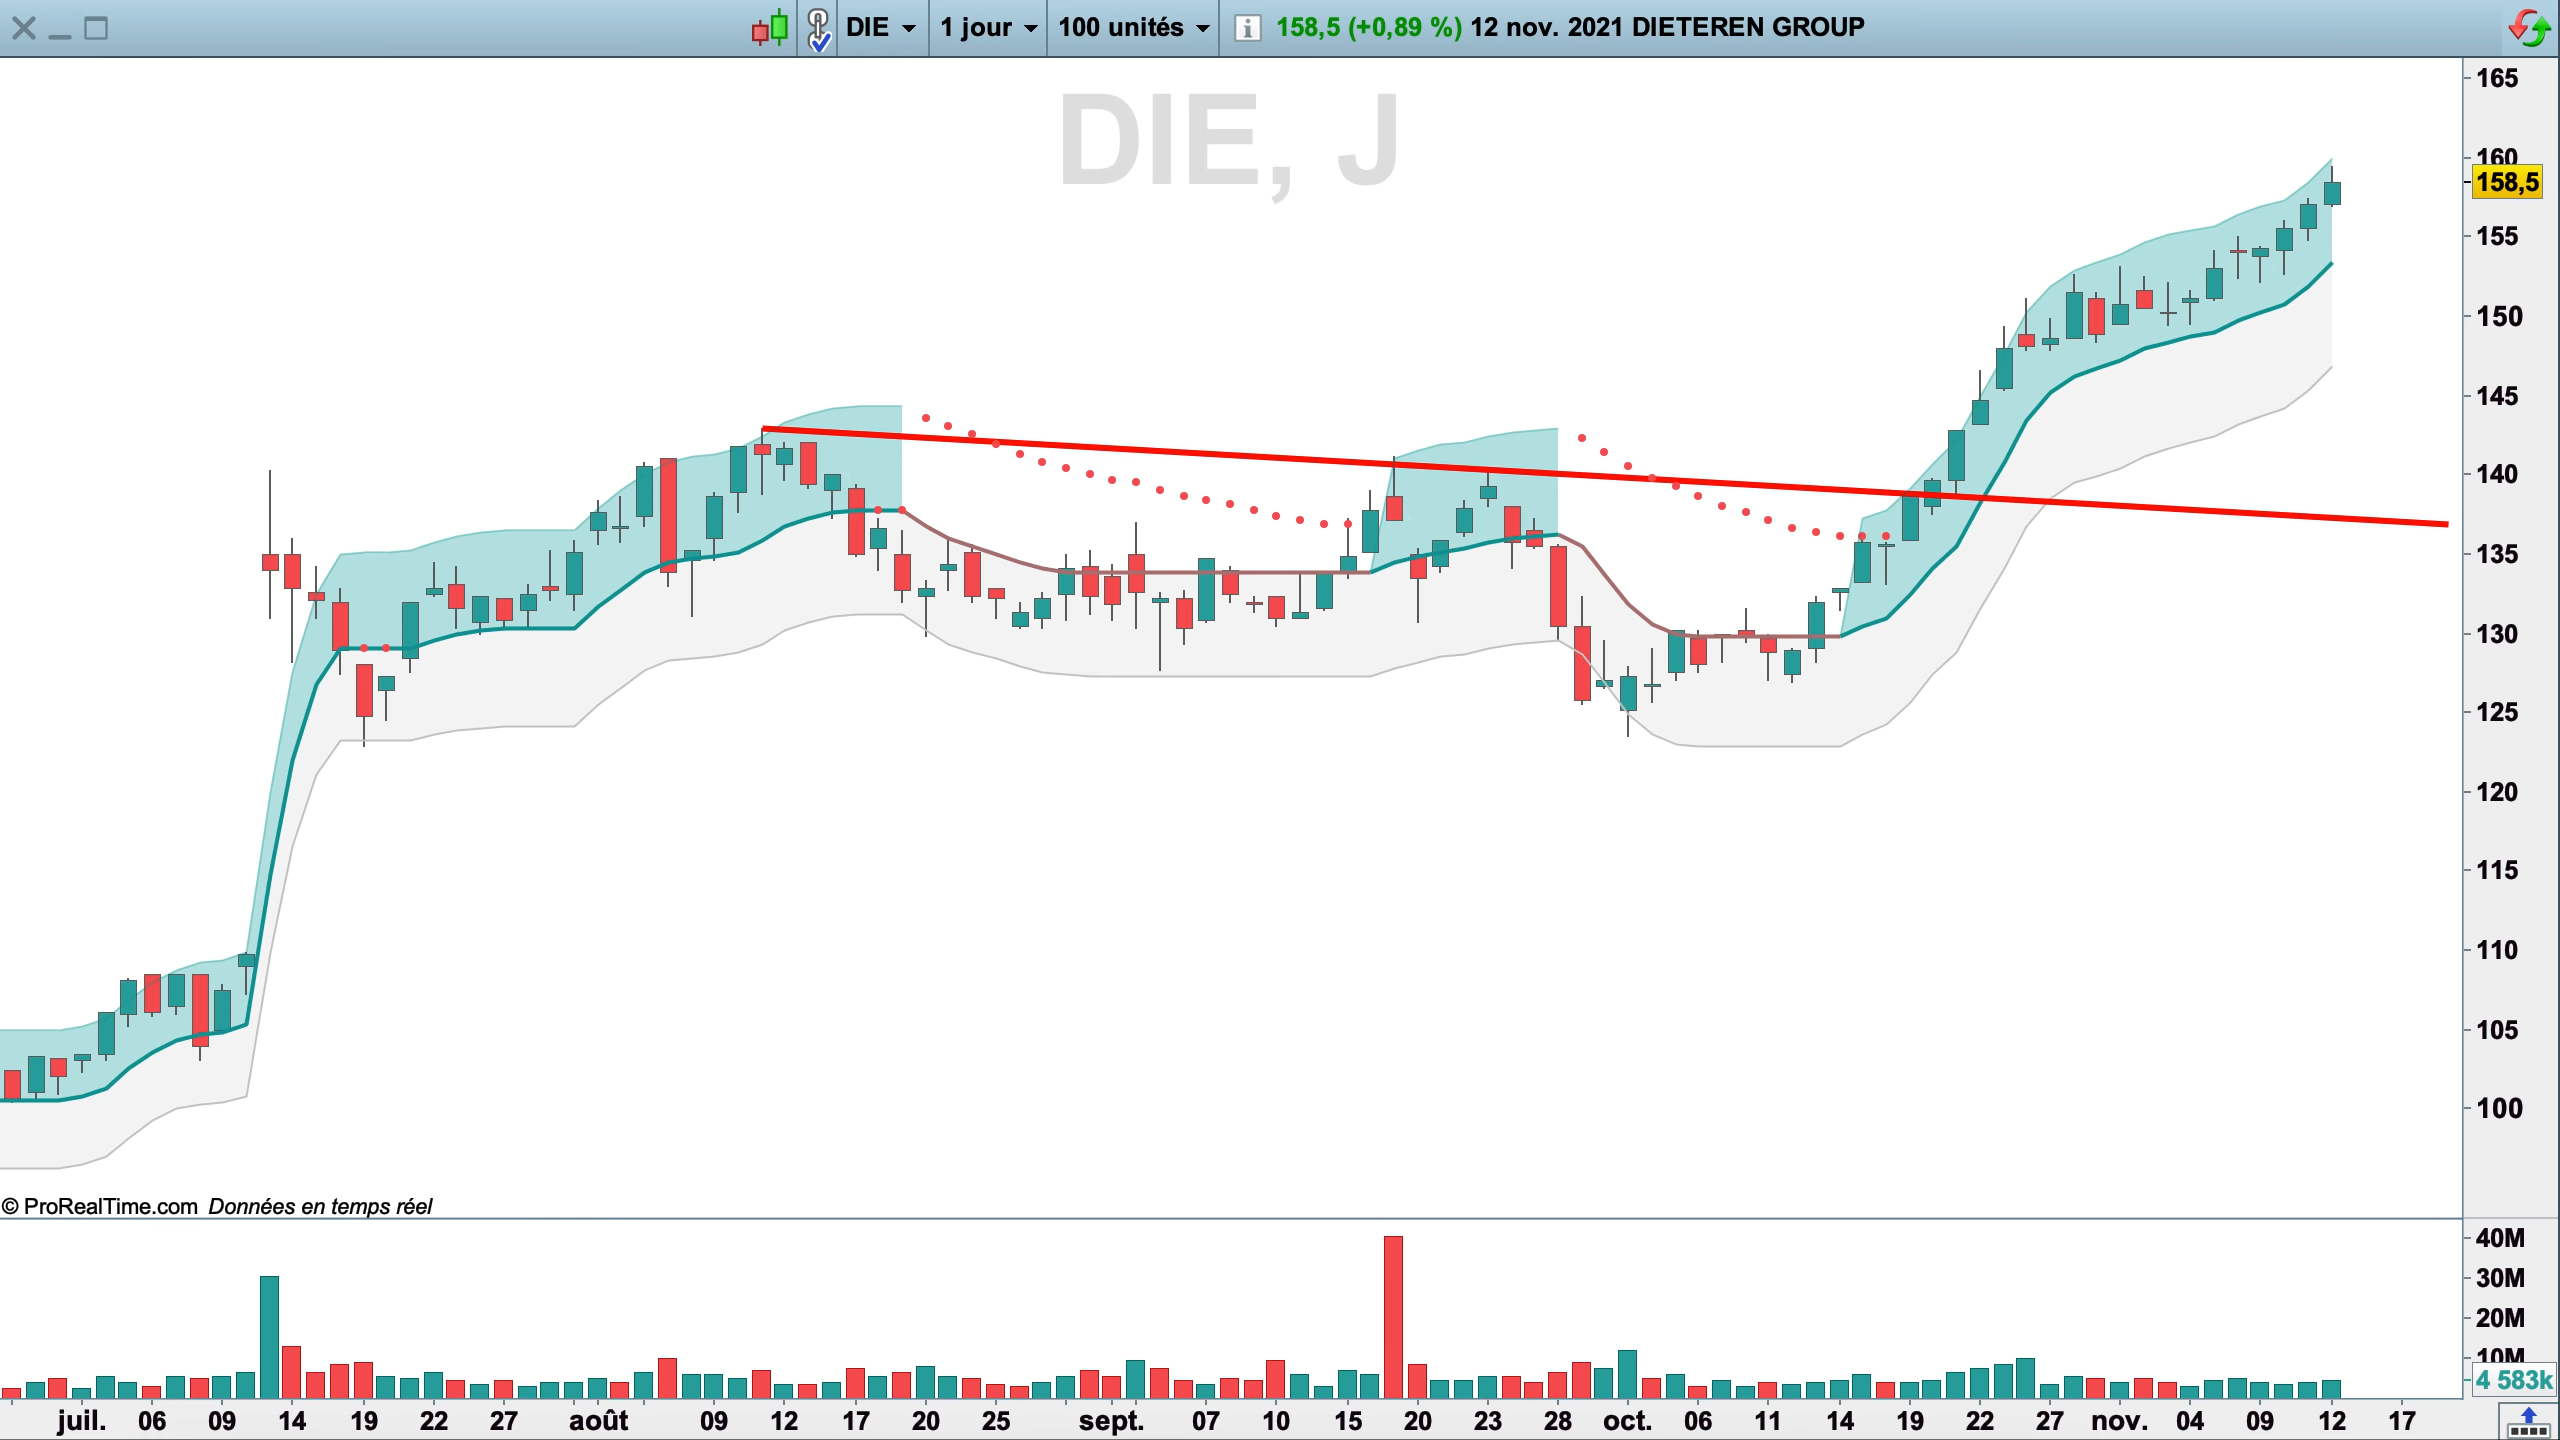 DIE 1 jour 100 unités 158,5 (+0,89 %) 12 nov. 2021 DIETEREN GROUP
DIE, J
165
160
158,5
155
150
145
140
135
130
125
120
115
110
105
100
© ProRealTime.com Données en temps réel
40M
30M
20M
10M
4 583k
juil. 06 09 14 19 22 27 août 09 12 17 20 25 sept. 07 10 15 20 23 28 oct. 06 11 14 19 22 27 nov. 04 09 12 17